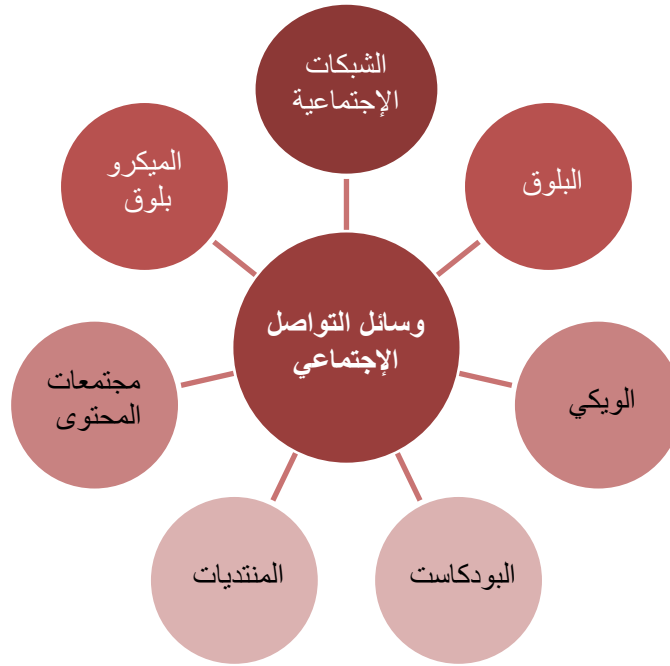 الشبكات
الإجتماعية
البلوق
الويكي
البودكاست
المنتديات
مجتمعات
المحتوى
الميكرو
بلوق
وسائل التواصل
الإجتماعي